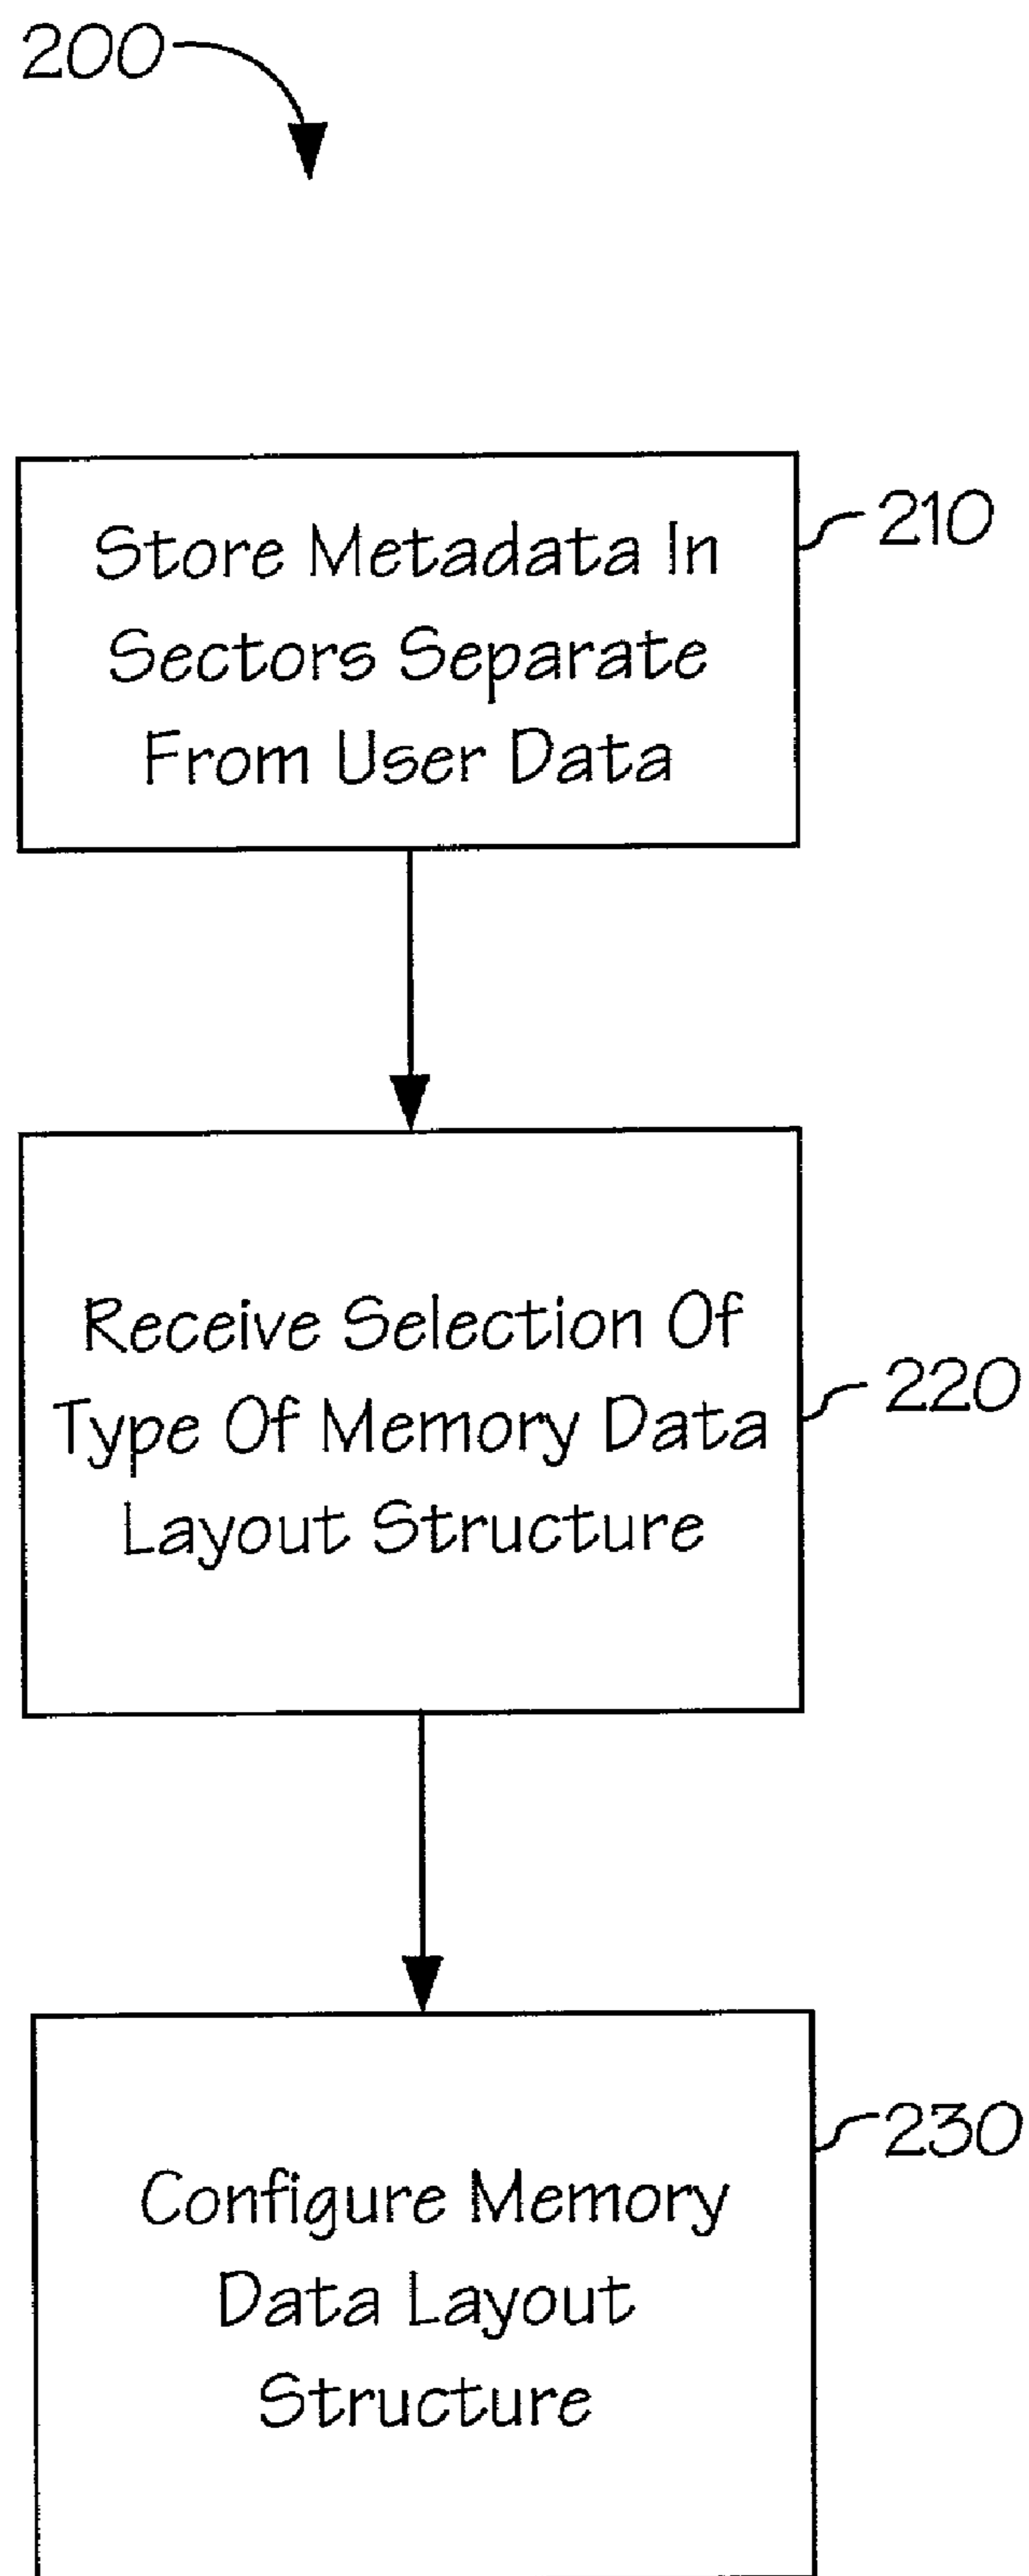 200
Store Metadata In
Sectors Separate
From User Data
210
Receive Selection Of
Type Of Memory Data
Layout Structure
220
Configure Memory
Data Layout
Structure
230